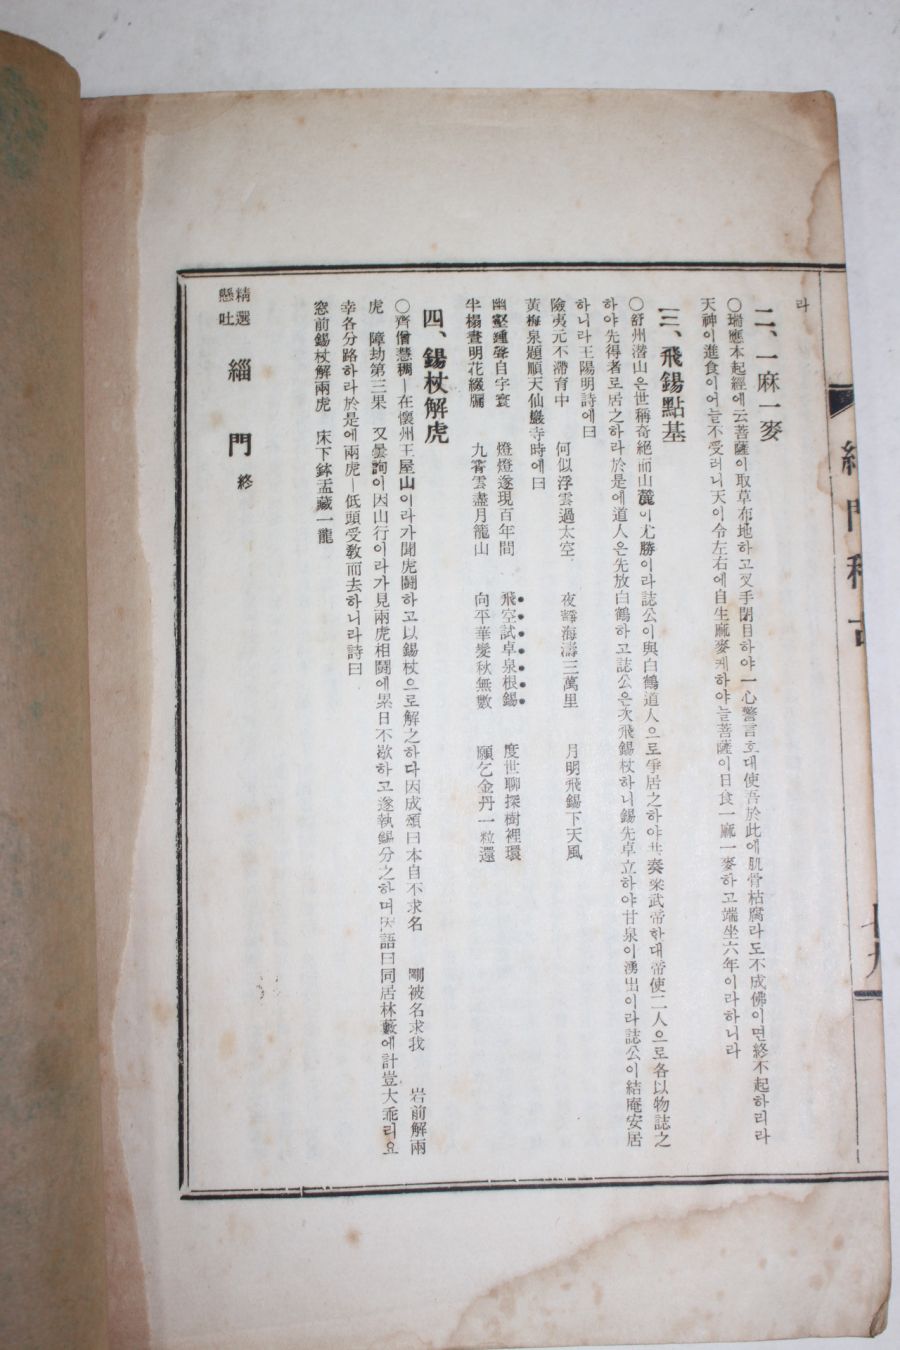 라
二、一麻一麥
○瑞應本起經에云菩薩이取草布地하고叉手閉目하야一心誓言호대使吾於此에肌骨枯腐라도不成佛이면終不起하리라
天神이進食이어늘不受러니天이令左右에自生麻麥케하야늘菩薩이日食一麻一麥하고端坐六年이라하니라
三、飛錫點基
○舒州潜山은世稱奇絶而山麓이尤勝이라誌公이與白鶴道人으로爭居之하야共奏梁武帝한대帝使二人으로各以物誌之
하야先得者로居之하라於是에道人은先放白鶴하고誌公은次飛錫杖하니錫先卓立하야甘泉이湧出이라誌公이結庵安居
하니라王陽明詩에曰
險夷元不滯胷中 何似浮雲過太空 夜靜海濤三萬里 月明飛錫下天風
黃梅泉題順天仙巖寺時에曰
幽壑鍾聲自字寰 燈燈遂現百年間 飛空試卓泉根錫 度世聊探樹裡環
半榻晝明花綴牖 九霄雲盡月籠山 向平華髮秋無數 願乞金丹一粒還
四、錫杖解虎
○齊僧慧稠ㅣ在懷州王屋山이라가聞虎鬪하고以錫杖으로解之하다因成頌曰本自不求名 剛被名求我 岩前解兩
虎 障劫第三果 又曇詢이因山行이라가見兩虎相鬪에累日不歇하고遂執錫分之하며因語曰同居林藪에計豈大乖리요
幸各分路하라於是에兩虎ㅣ低頭受敎而去하니라詩曰
窓前錫杖解兩虎 床下鉢盂藏一龍
精選懸吐 緇門 終